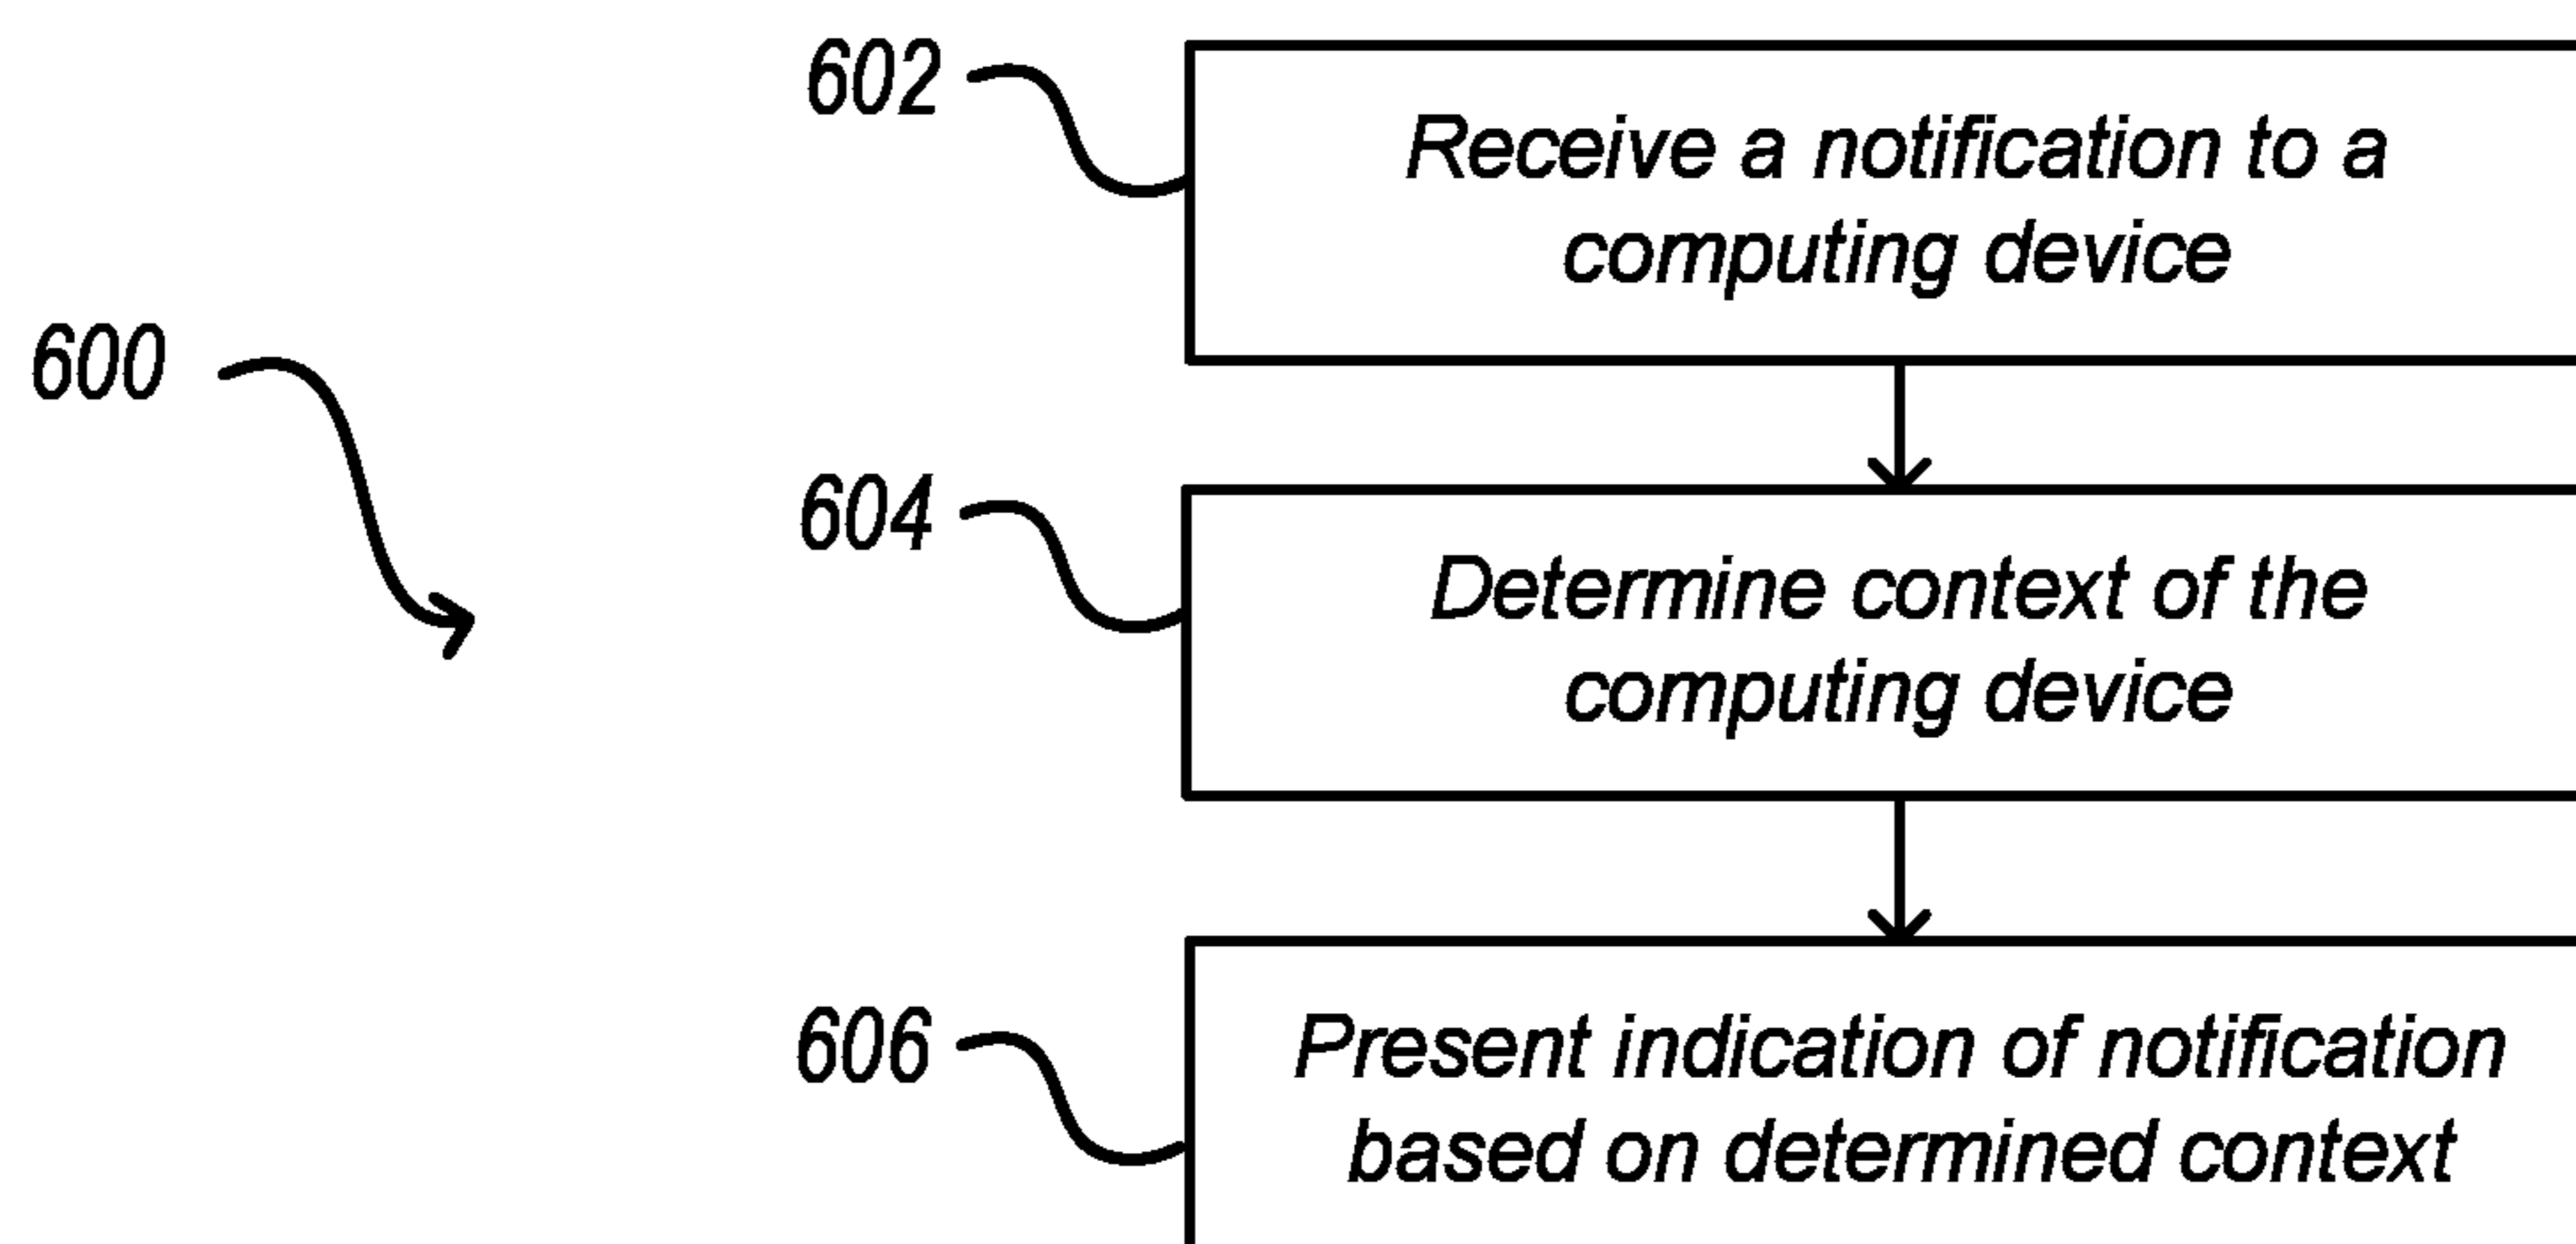 602
Receive a notification to a
computing device
600
604
Determine context of the
computing device
606
Present indication of notification
based on determined context